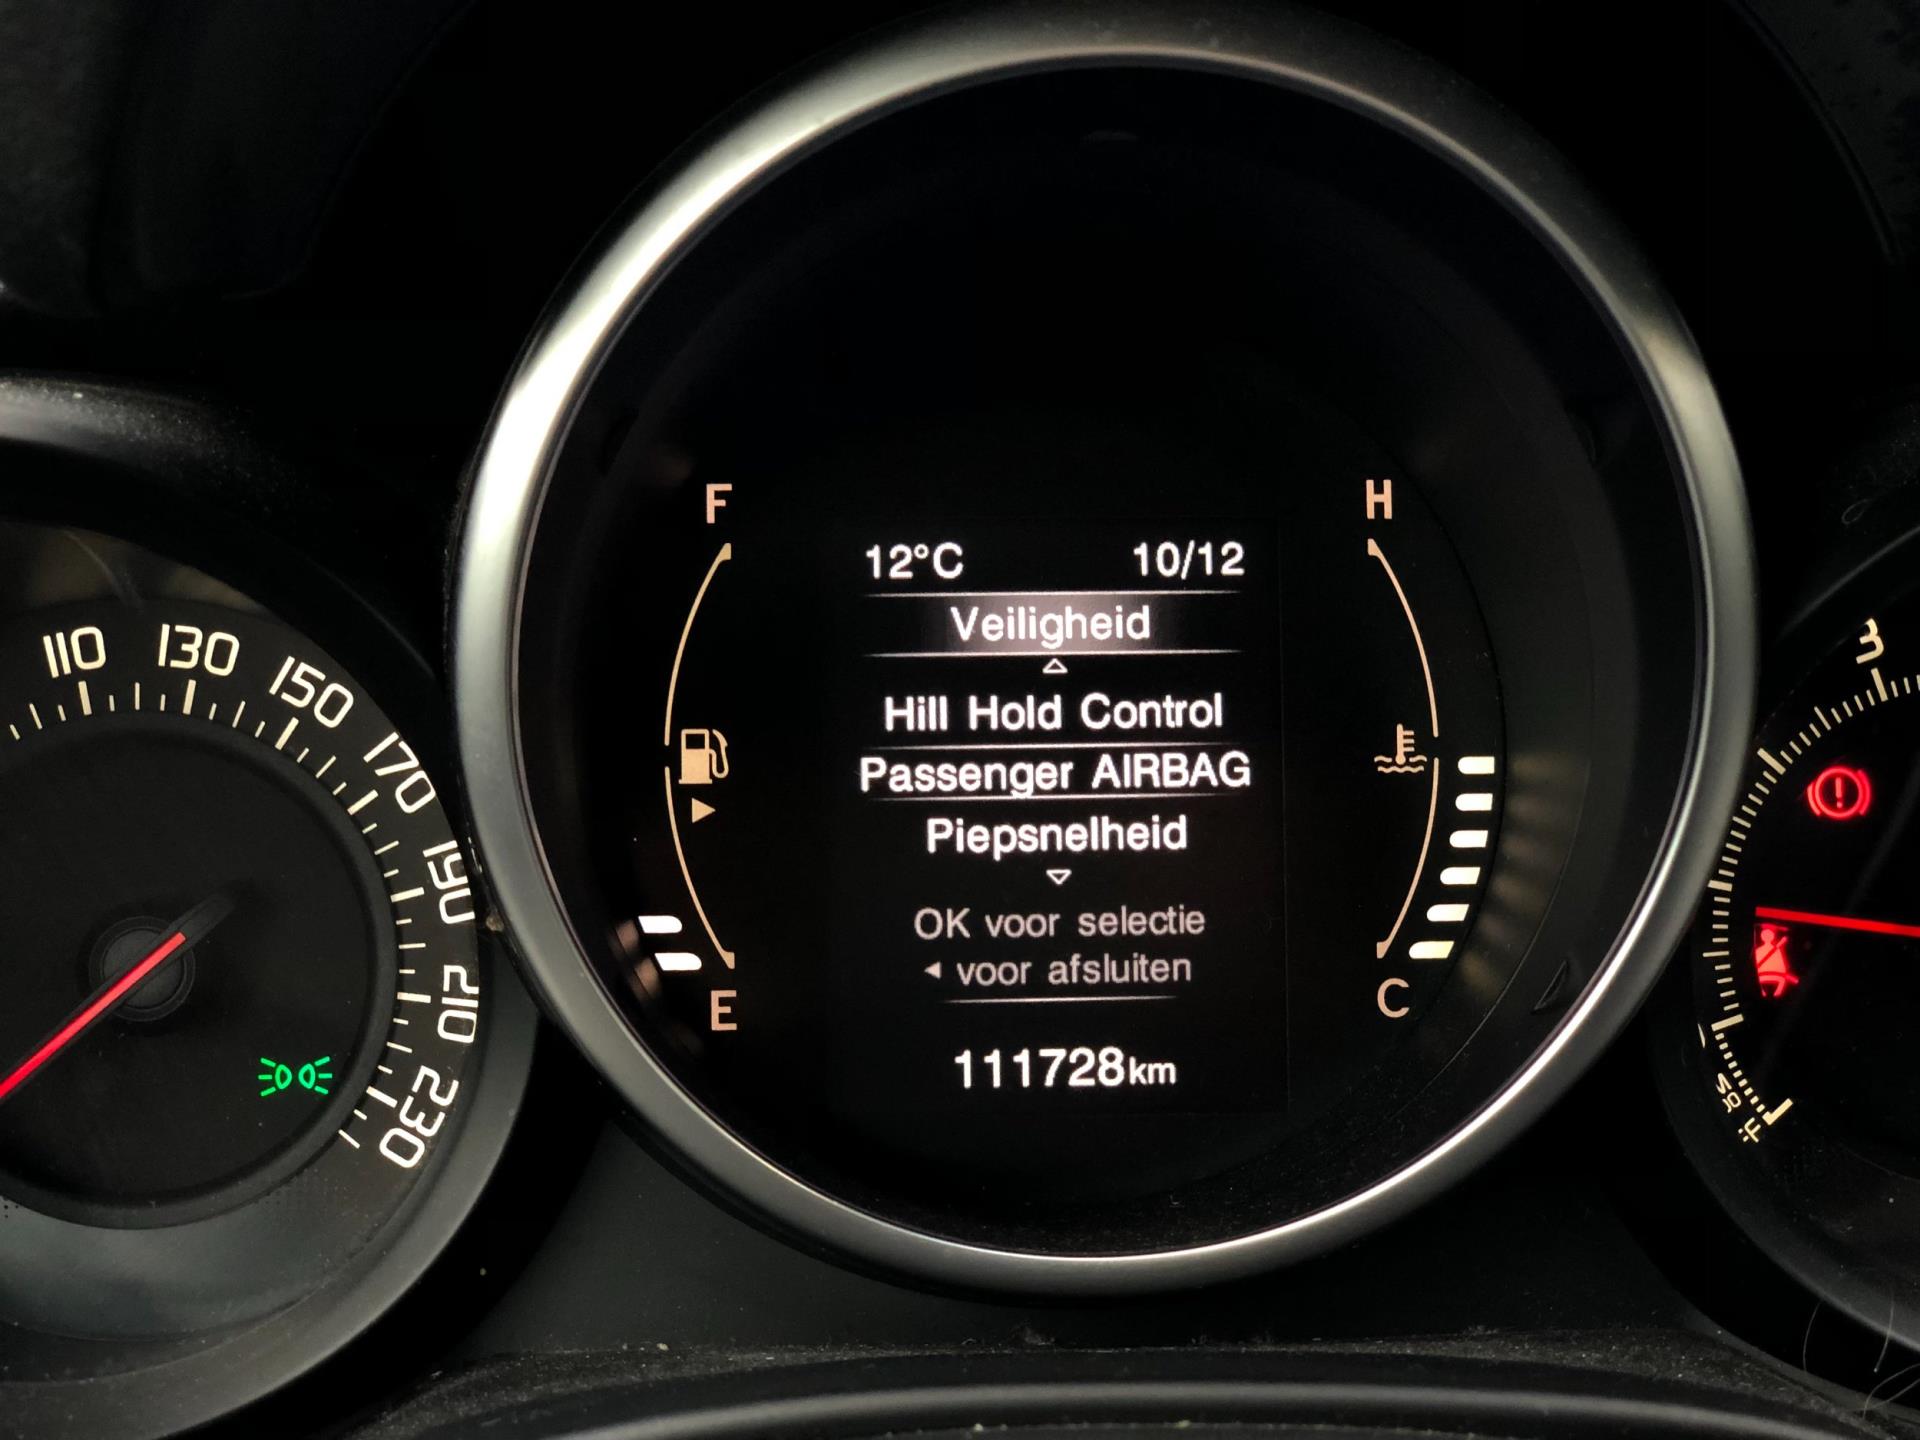 F
H
12°C 10/12
Veiligheid
Hill Hold Control
Passenger AIRBAG
Piepsnelheid
OK voor selectie
◂ voor afsluiten
E
C
111728km
110
130
150
170
190
210
230
3